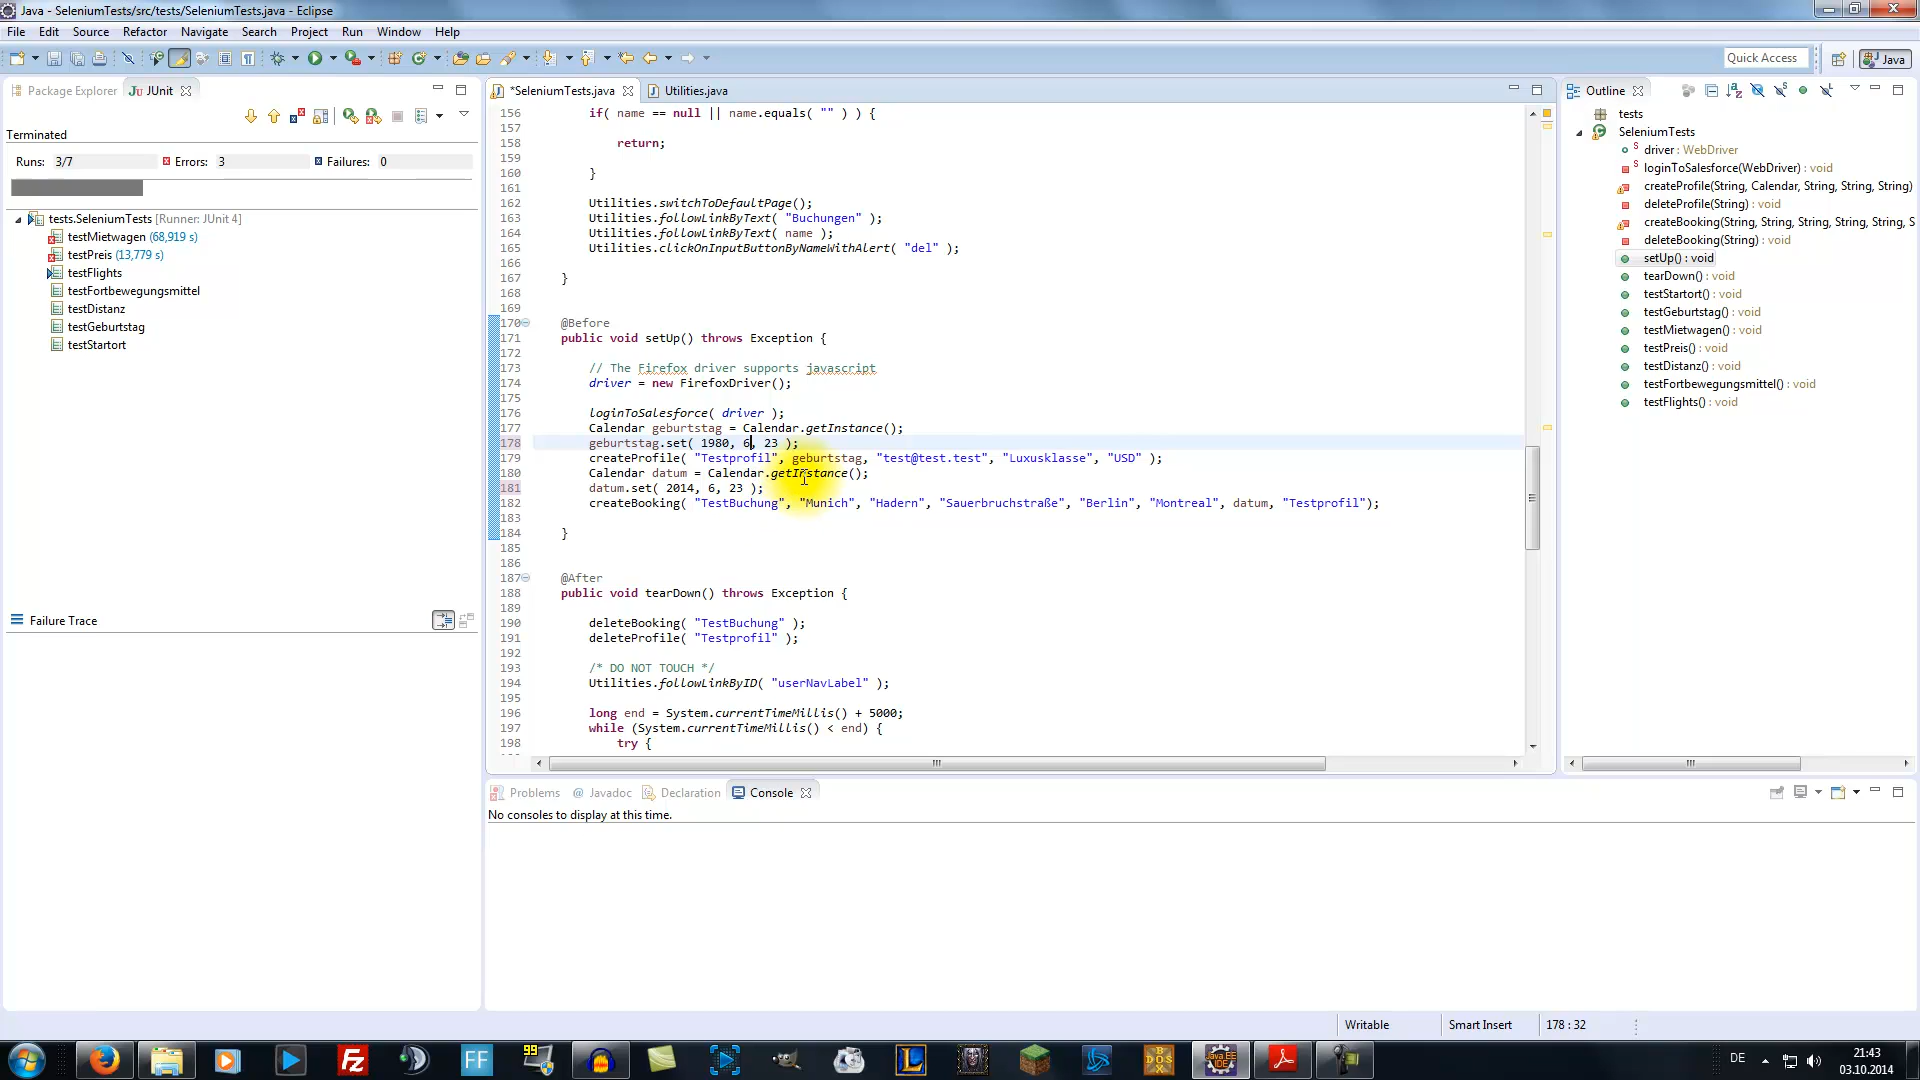 Java - SeleniumTests/src/tests/SeleniumTests.java - Eclipse
File Edit Source Refactor Navigate Search Project Run Window Help
Quick Access
Java
Package Explorer
JUnit
Terminated
Runs: 3/7
Errors: 3
Failures: 0
tests.SeleniumTests [Runner: JUnit 4]
testMietwagen (68,919 s)
testPreis (13,779 s)
testFlights
testFortbewegungsmittel
testDistanz
testGeburtstag
testStartort
Failure Trace
*SeleniumTests.java
Utilities.java
156 if( name == null || name.equals( "" ) ) {
157
158 return;
159
160 }
161
162 Utilities.switchToDefaultPage();
163 Utilities.followLinkByText( "Buchungen" );
164 Utilities.followLinkByText( name );
165 Utilities.clickOnInputButtonByNameWithAlert( "del" );
166
167 }
168
169
170 @Before
171 public void setUp() throws Exception {
172
173 // The Firefox driver supports javascript
174 driver = new FirefoxDriver();
175
176 loginToSalesforce( driver );
177 Calendar geburtstag = Calendar.getInstance();
178 geburtstag.set( 1980, 6, 23 );
179 createProfile( "Testprofil", geburtstag, "test@test.test", "Luxusklasse", "USD" );
180 Calendar datum = Calendar.getInstance();
181 datum.set( 2014, 6, 23 );
182 createBooking( "TestBuchung", "Munich", "Hadern", "Sauerbruchstraße", "Berlin", "Montreal", datum, "Testprofil");
183
184 }
185
186
187 @After
188 public void tearDown() throws Exception {
189
190 deleteBooking( "TestBuchung" );
191 deleteProfile( "Testprofil" );
192
193 /* DO NOT TOUCH */
194 Utilities.followLinkByID( "userNavLabel" );
195
196 long end = System.currentTimeMillis() + 5000;
197 while (System.currentTimeMillis() < end) {
198 try {
Outline
tests
SeleniumTests
driver : WebDriver
loginToSalesforce(WebDriver) : void
createProfile(String, Calendar, String, String, String)
deleteProfile(String) : void
createBooking(String, String, String, String, String, S
deleteBooking(String) : void
setUp() : void
tearDown() : void
testStartort() : void
testGeburtstag() : void
testMietwagen() : void
testPreis() : void
testDistanz() : void
testFortbewegungsmittel() : void
testFlights() : void
Problems
@ Javadoc
Declaration
Console
No consoles to display at this time.
Writable
Smart Insert
178 : 32
FF
99
L
BOX
DOS
Java EE
IDE
DE
21:43
03.10.2014